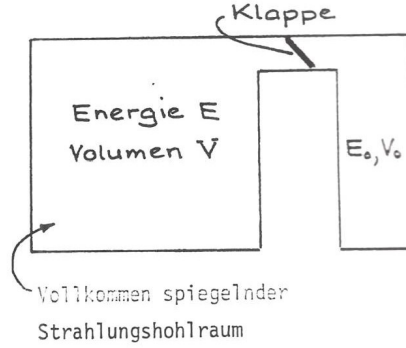 Klappe
Energie E
Volumen V
E₀, V₀
Vollkommen spiegelnder
Strahlungshohlraum